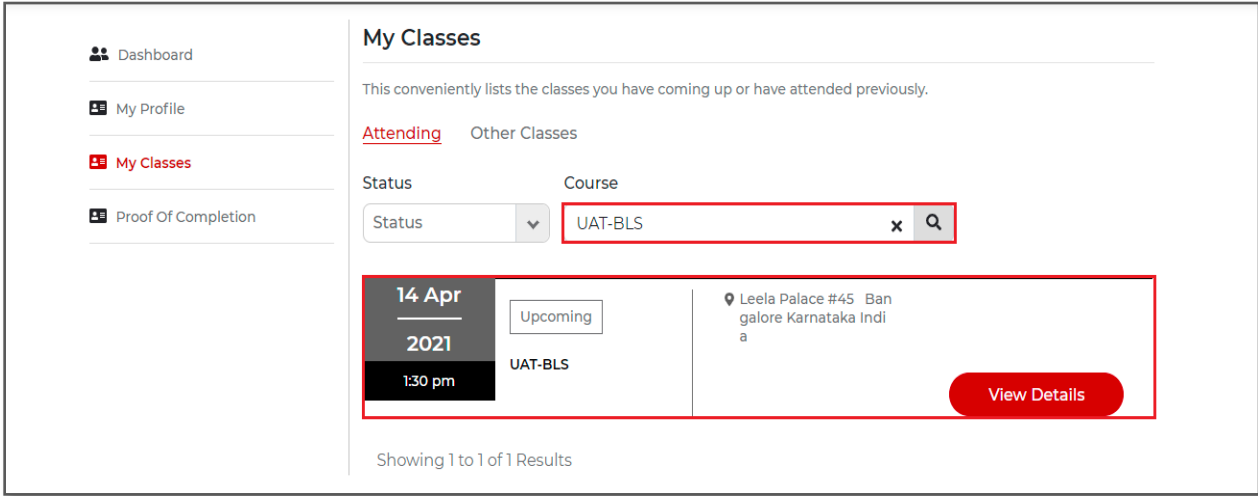 Dashboard
My Profile
My Classes
Proof Of Completion
My Classes
This conveniently lists the classes you have coming up or have attended previously.
Attending Other Classes
Status Course
Status UAT-BLS
14 Apr
2021
1:30 pm
Upcoming
UAT-BLS
Leela Palace #45 Ban
galore Karnataka Indi
a
View Details
Showing 1 to 1 of 1 Results